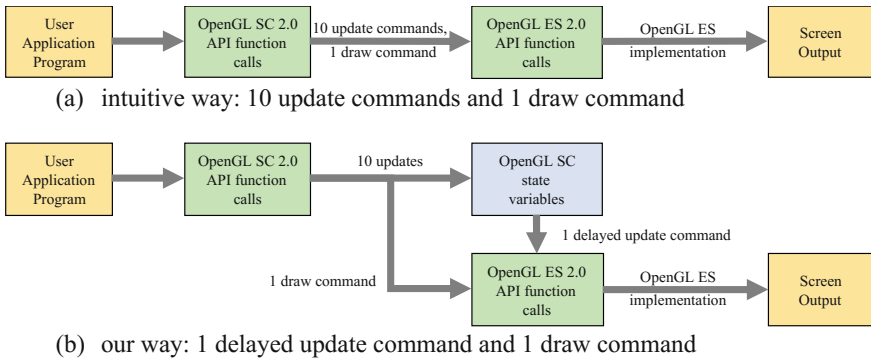 User
Application
Program
OpenGL SC 2.0
API function
calls
10 update commands,
1 draw command
OpenGL ES 2.0
API function
calls
OpenGL ES
implementation
Screen
Output
(a) intuitive way: 10 update commands and 1 draw command
User
Application
Program
OpenGL SC 2.0
API function
calls
10 updates
OpenGL SC
state
variables
1 delayed update command
1 draw command
OpenGL ES 2.0
API function
calls
OpenGL ES
implementation
Screen
Output
(b) our way: 1 delayed update command and 1 draw command